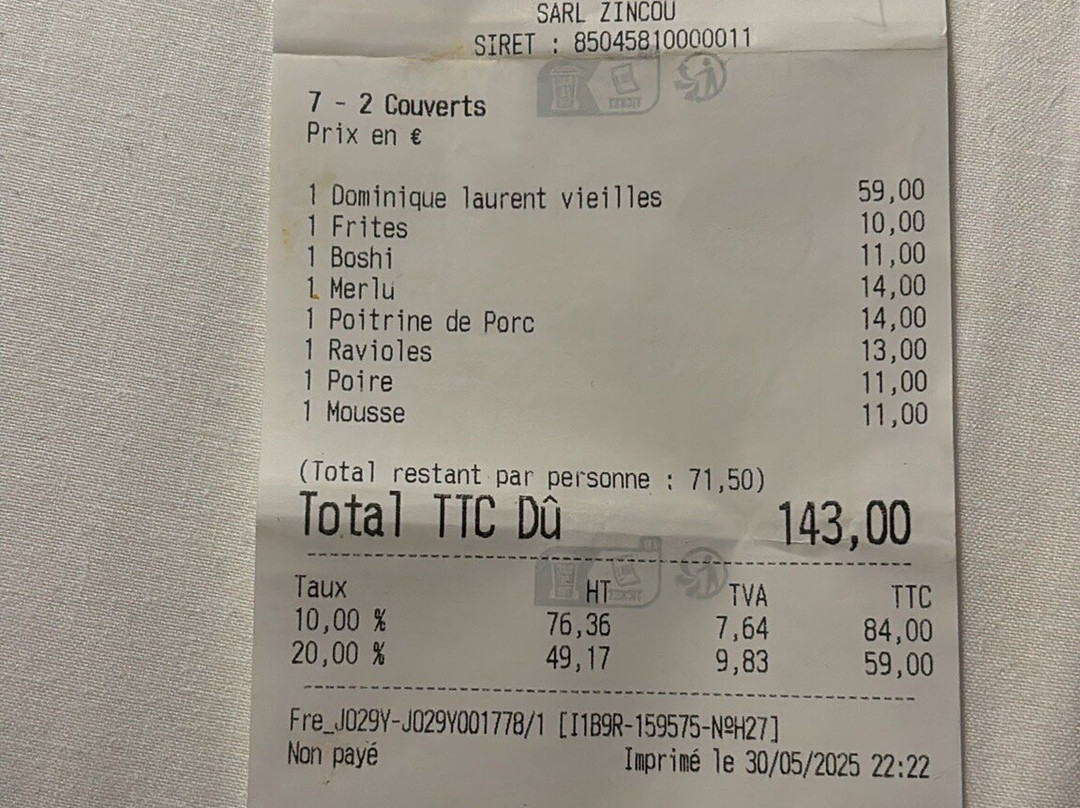 SARL ZINCOU
SIRET : 85045810000011
7 - 2 Couverts
Prix en €
1 Dominique laurent vieilles 59,00
1 Frites 10,00
1 Boshi 11,00
1 Merlu 14,00
1 Poitrine de Porc 14,00
1 Ravioles 13,00
1 Poire 11,00
1 Mousse 11,00
(Total restant par personne : 71,50)
Total TTC Dû 143,00
Taux HT TVA TTC
10,00 % 76,36 7,64 84,00
20,00 % 49,17 9,83 59,00
Fre_J029Y-J029Y001778/1 [I1B9R-159575-NºH27]
Non payé Imprimé le 30/05/2025 22:22